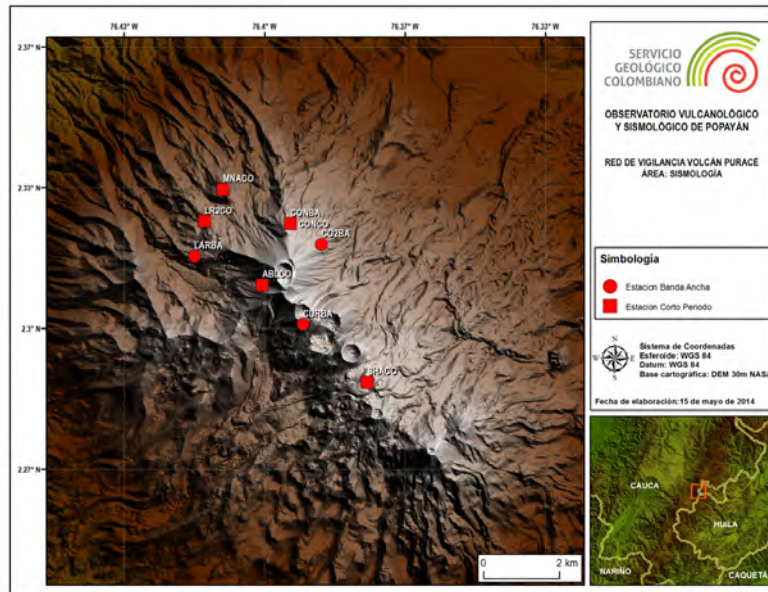 76.43° W
76.4° W
76.37° W
76.33° W
2.37° N
2.33° N
2.3° N
2.27° N
MNACO
LR2CO
CONBA
CONCO
CO2BA
LARBA
ABLCO
CURBA
SHACO
0
2 km
SERVICIO
GEOLÓGICO
COLOMBIANO
OBSERVATORIO VULCANOLÓGICO
Y SISMOLÓGICO DE POPAYÁN
RED DE VIGILANCIA VOLCÁN PURACÉ
ÁREA: SISMOLOGÍA
Simbología
Estacion Banda Ancha
Estacion Corto Periodo
N
W
E
S
Sistema de Coordenadas
Esferoide: WGS 84
Datum: WGS 84
Base cartográfica: DEM 30m NASA
Fecha de elaboración:15 de mayo de 2014
CAUCA
HUILA
NARIÑO
CAQUETÁ